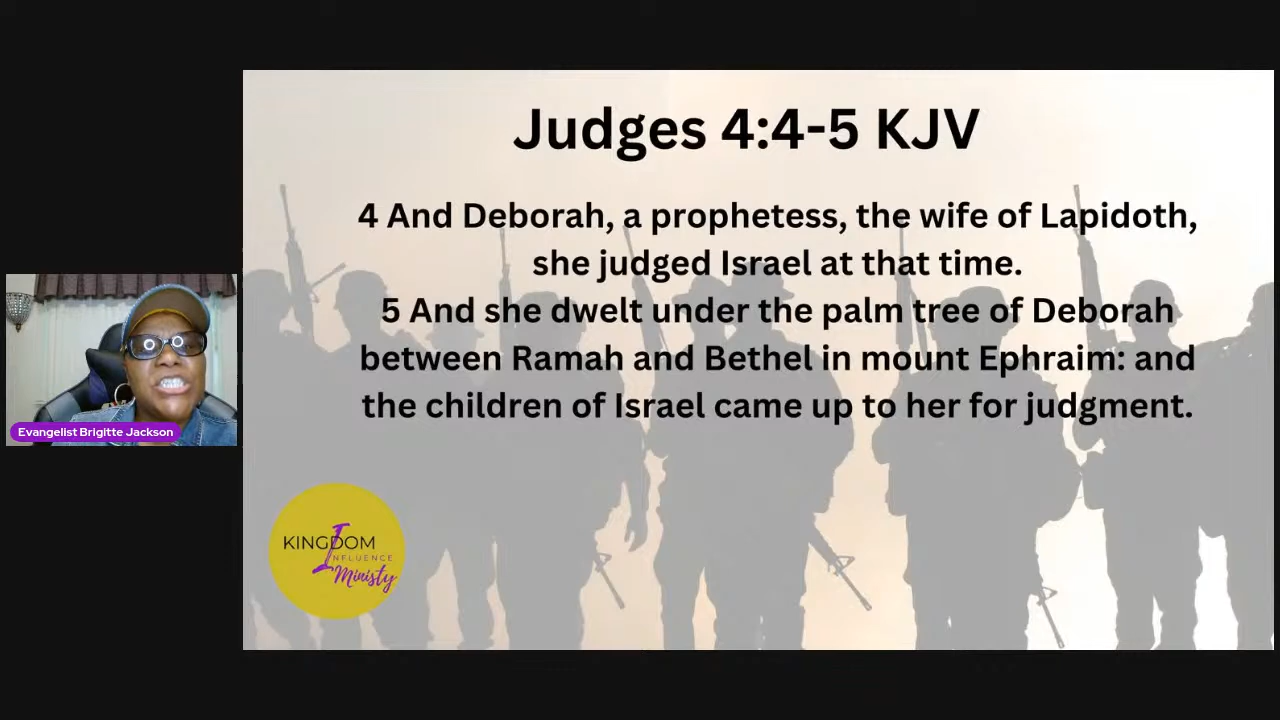 Judges 4:4-5 KJV
4 And Deborah, a prophetess, the wife of Lapidoth,
she judged Israel at that time.
5 And she dwelt under the palm tree of Deborah
between Ramah and Bethel in mount Ephraim: and
the children of Israel came up to her for judgment.
Evangelist Brigitte Jackson
KINGDOM
INFLUENCE
Ministy